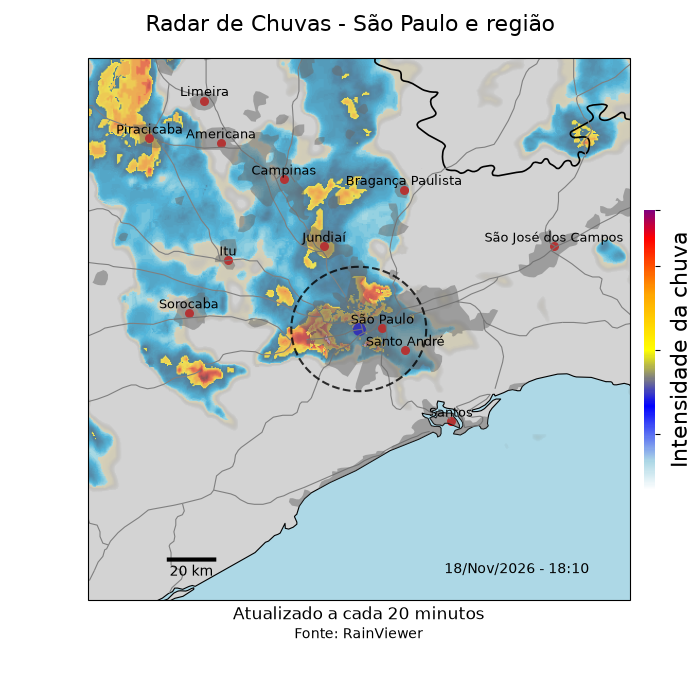 Radar de Chuvas - São Paulo e região
Limeira
Piracicaba
Americana
Campinas
Bragança Paulista
Jundiaí
São José dos Campos
Itu
Sorocaba
São Paulo
Santo André
Santos
Intensidade da chuva
20 km
18/Nov/2026 - 18:10
Atualizado a cada 20 minutos
Fonte: RainViewer